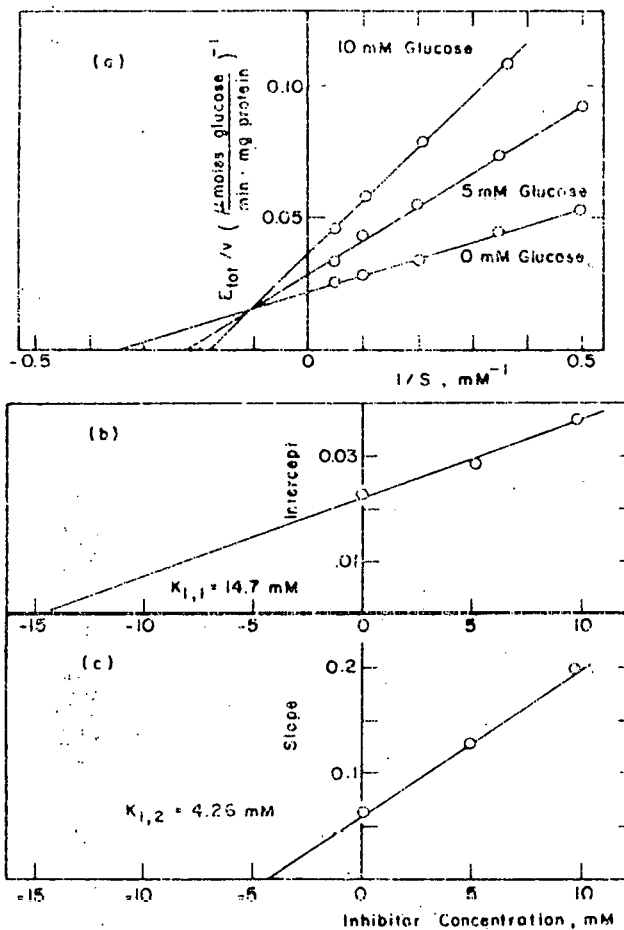 (a)
10 mM Glucose
5 mM Glucose
0 mM Glucose
E_tot /v ( μmoles glucose / min · mg protein )^-1
0.10
0.05
-0.5
0
0.5
1/S , mM^-1
(b)
Intercept
0.03
.01
K_i,1 = 14.7 mM
-15
-10
-5
0
5
10
(c)
Slope
0.2
0.1
K_i,2 = 4.26 mM
-15
-10
-5
0
5
10
Inhibitor Concentration , mM